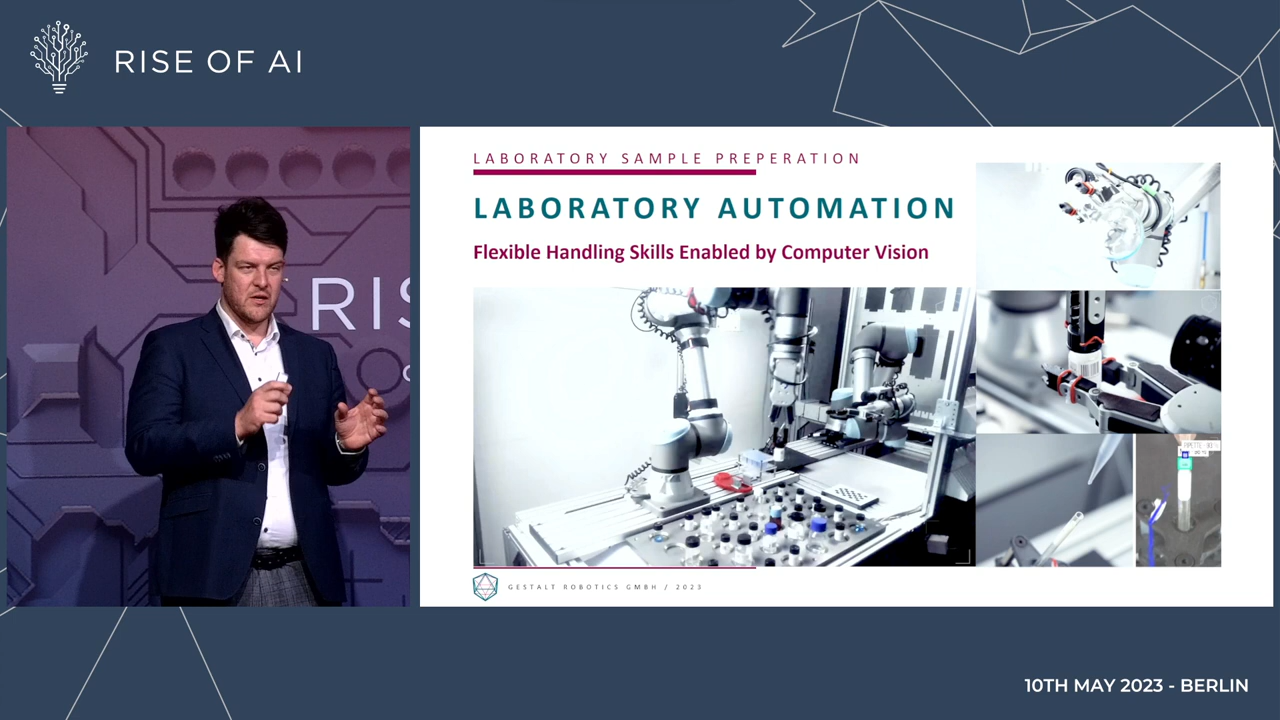 RISE OF AI
RIS
LABORATORY SAMPLE PREPERATION
LABORATORY AUTOMATION
Flexible Handling Skills Enabled by Computer Vision
GESTALT ROBOTICS GMBH / 2023
10TH MAY 2023 - BERLIN